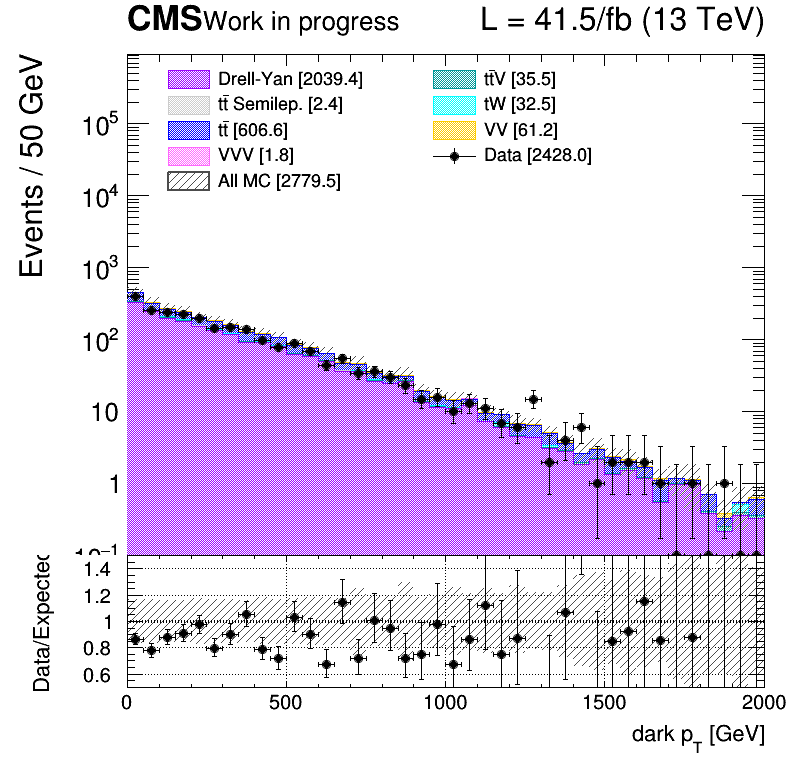 CMS Work in progress L = 41.5/fb (13 TeV)
Events / 50 GeV
Drell-Yan [2039.4]
tt̄ Semilep. [2.4]
tt̄ [606.6]
VVV [1.8]
All MC [2779.5]
tt̄V [35.5]
tW [32.5]
VV [61.2]
Data [2428.0]
10⁵
10⁴
10³
10²
10
1
10⁻¹
Data/Expected
1.4
1.2
1
0.8
0.6
0 500 1000 1500 2000
dark p_T [GeV]